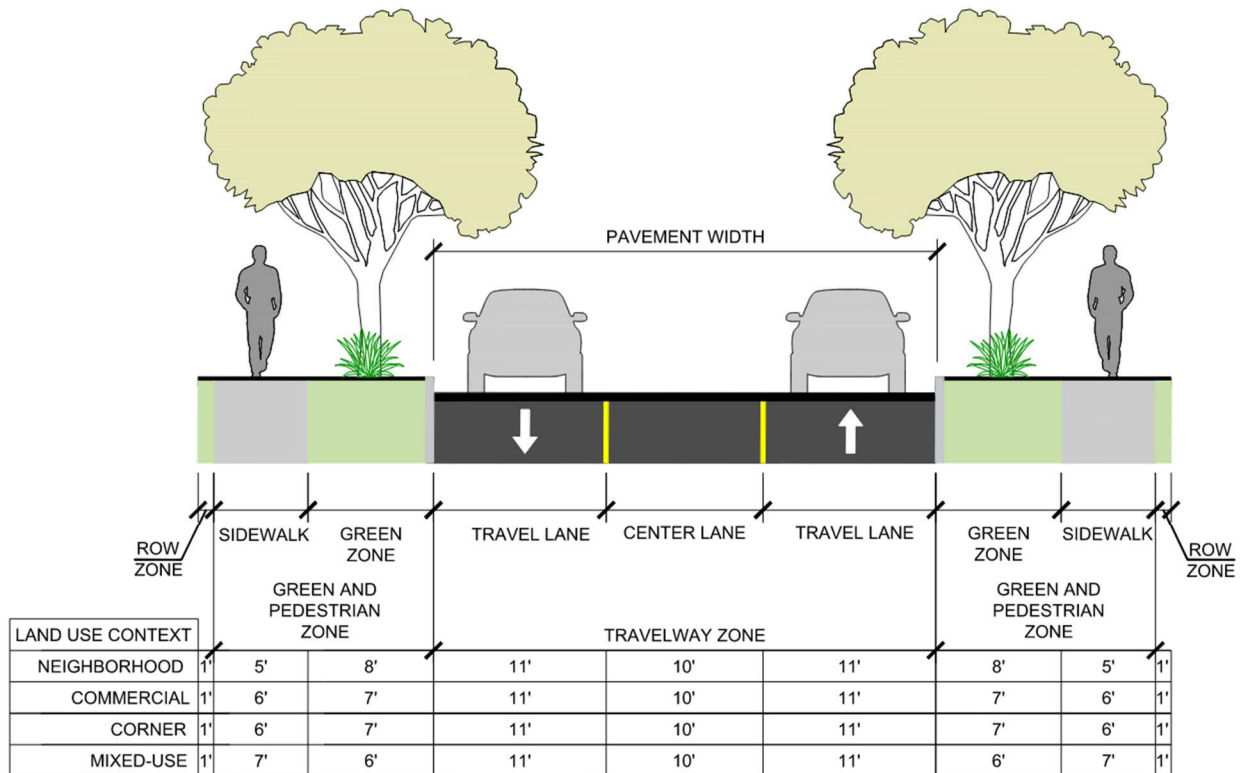 PAVEMENT WIDTH
ROW ZONE
SIDEWALK
GREEN ZONE
TRAVEL LANE
CENTER LANE
TRAVEL LANE
GREEN ZONE
SIDEWALK
ROW ZONE
GREEN AND
PEDESTRIAN
ZONE
GREEN AND
PEDESTRIAN
ZONE
LAND USE CONTEXT
TRAVELWAY ZONE
NEIGHBORHOOD 1' 5' 8' 11' 10' 11' 8' 5' 1'
COMMERCIAL 1' 6' 7' 11' 10' 11' 7' 6' 1'
CORNER 1' 6' 7' 11' 10' 11' 7' 6' 1'
MIXED-USE 1' 7' 6' 11' 10' 11' 6' 7' 1'